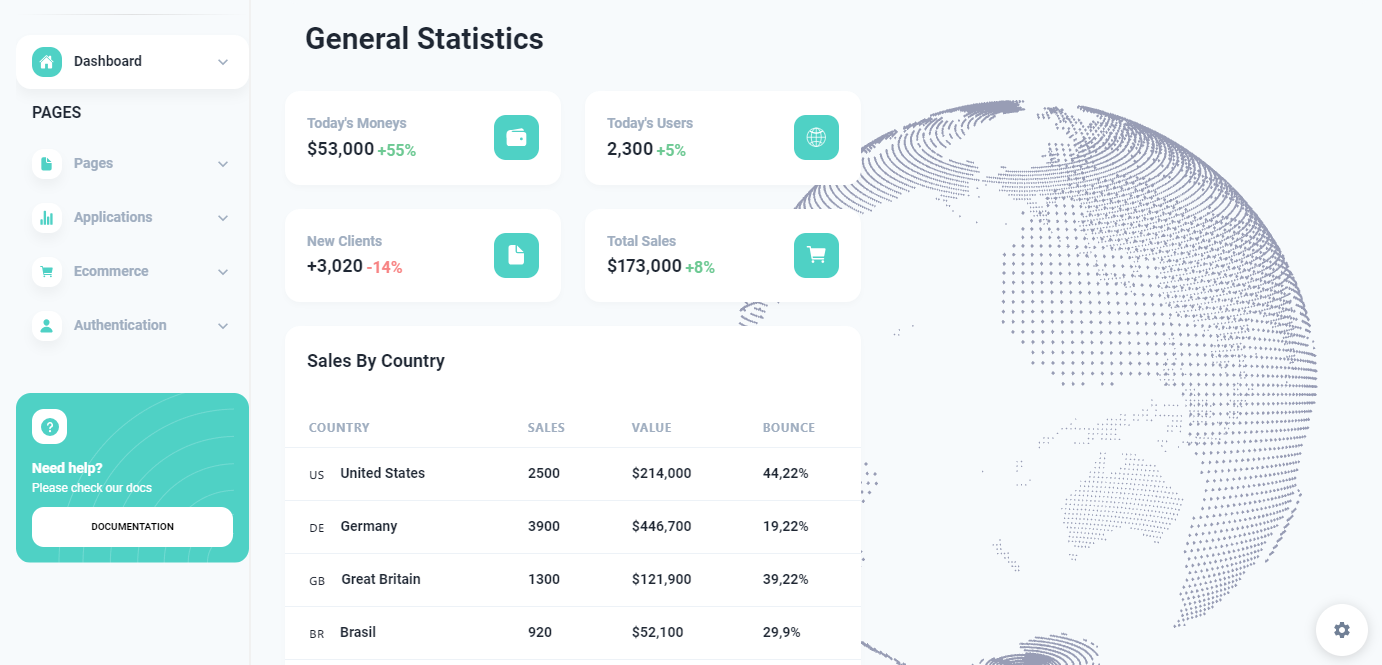 Dashboard
PAGES
Pages
Applications
Ecommerce
Authentication
?
Need help?
Please check our docs
DOCUMENTATION
General Statistics
Today's Moneys
$53,000 +55%
Today's Users
2,300 +5%
New Clients
+3,020 -14%
Total Sales
$173,000 +8%
Sales By Country
COUNTRY SALES VALUE BOUNCE
US United States 2500 $214,000 44,22%
DE Germany 3900 $446,700 19,22%
GB Great Britain 1300 $121,900 39,22%
BR Brasil 920 $52,100 29,9%